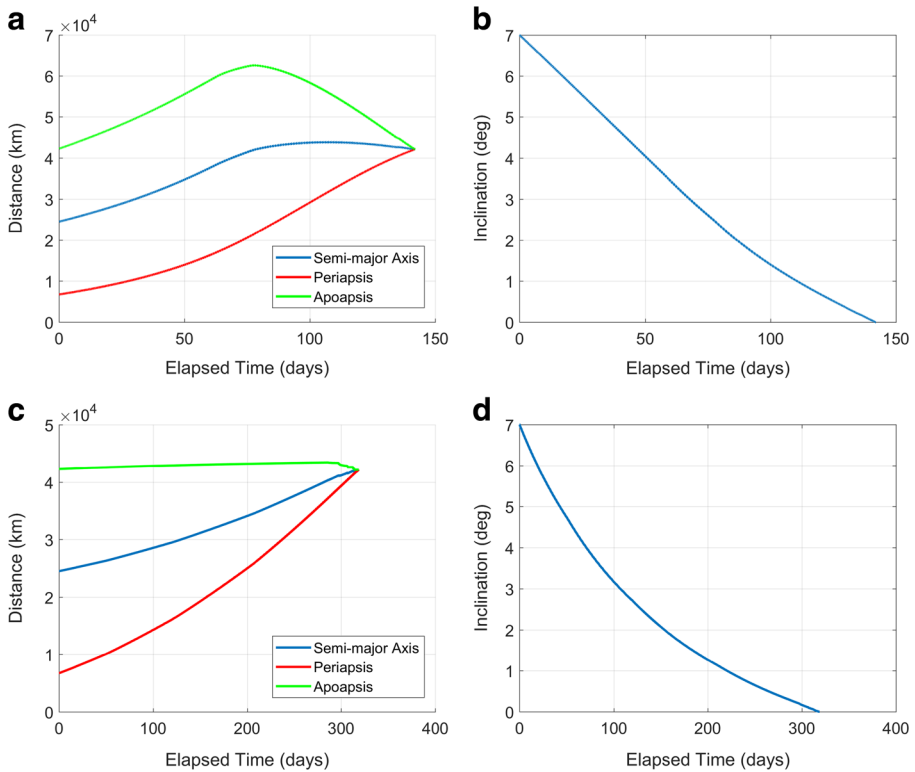 a
×10⁴
7
6
5
4
3
2
1
0
0 50 100 150
Distance (km)
Elapsed Time (days)
Semi-major Axis
Periapsis
Apoapsis
b
7
6
5
4
3
2
1
0
0 50 100 150
Inclination (deg)
Elapsed Time (days)
c
×10⁴
5
4
3
2
1
0
0 100 200 300 400
Distance (km)
Elapsed Time (days)
Semi-major Axis
Periapsis
Apoapsis
d
7
6
5
4
3
2
1
0
0 100 200 300 400
Inclination (deg)
Elapsed Time (days)